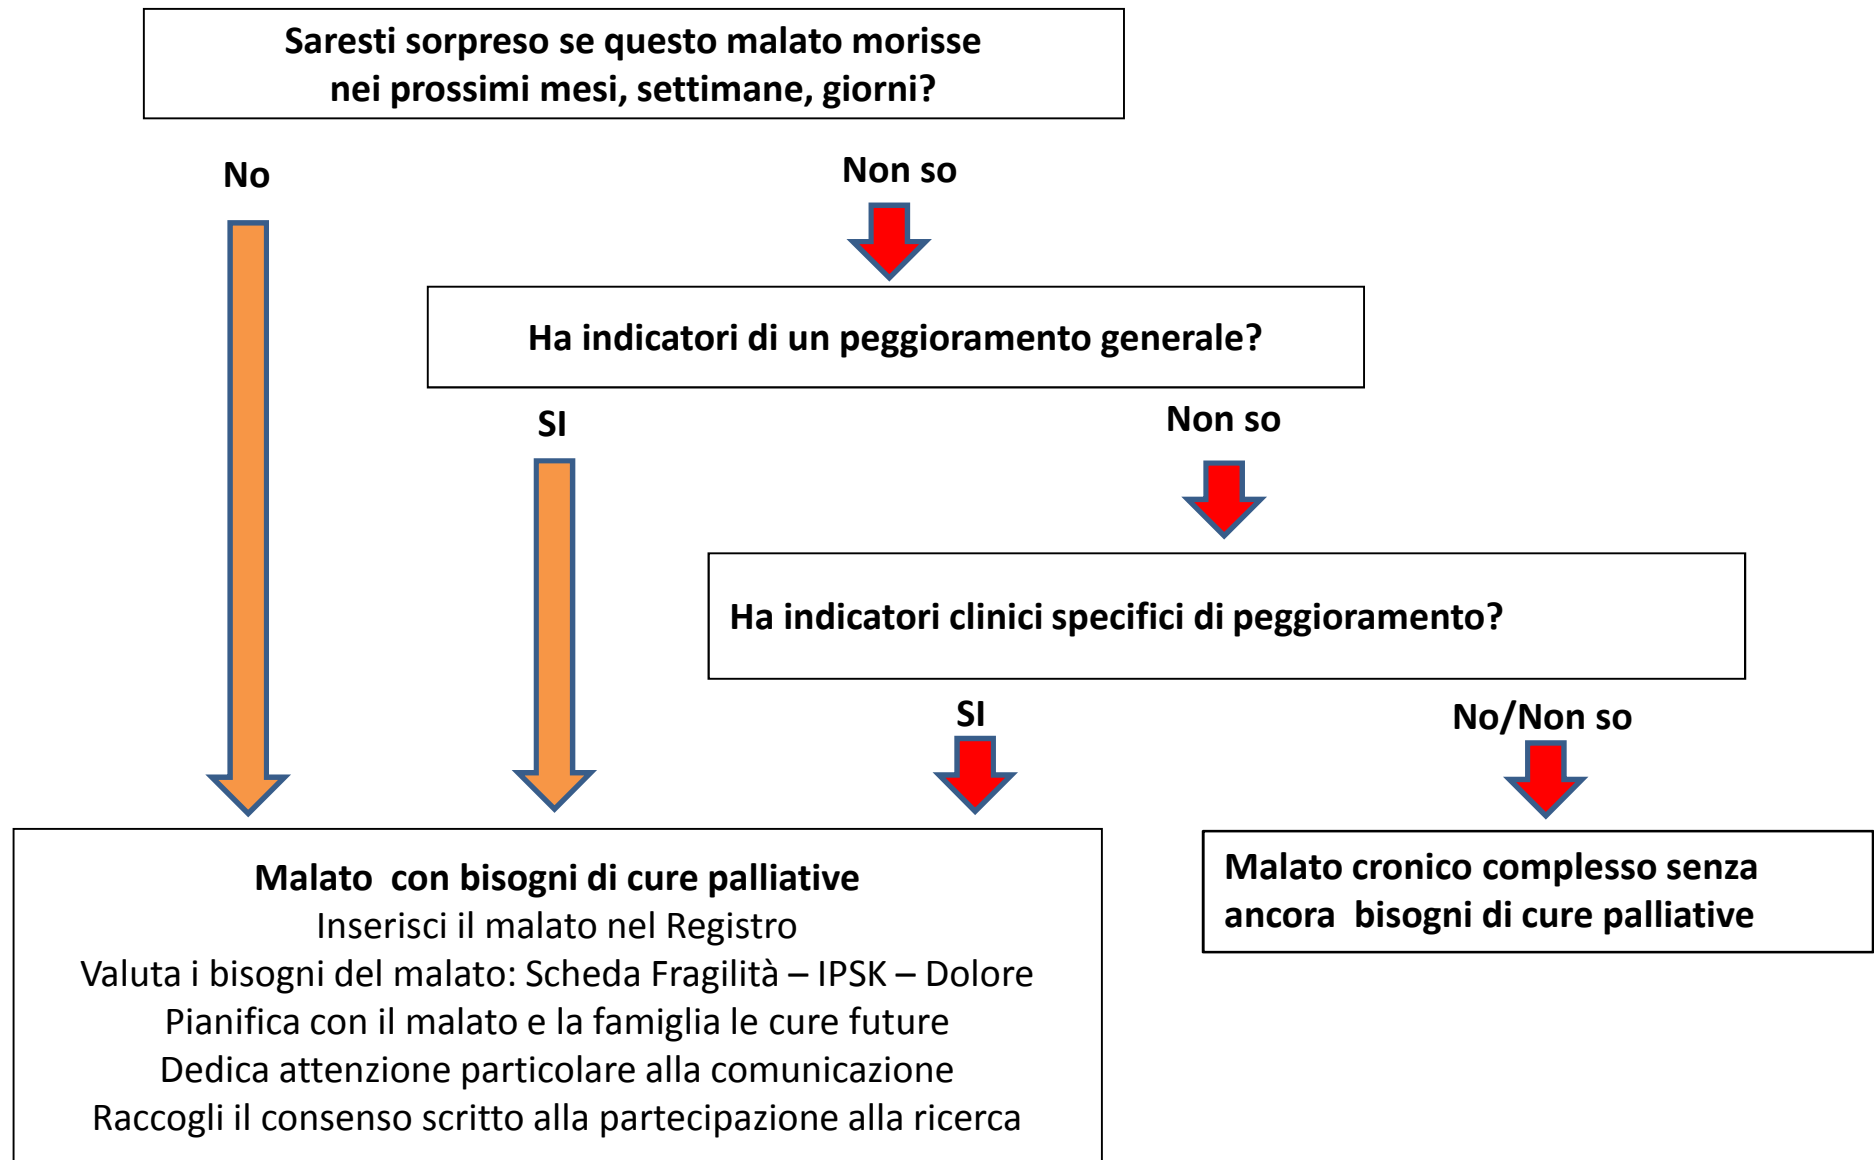 Saresti sorpreso se questo malato morisse
nei prossimi mesi, settimane, giorni?
No
Non so
Ha indicatori di un peggioramento generale?
SI
Non so
Ha indicatori clinici specifici di peggioramento?
SI
No/Non so
Malato con bisogni di cure palliative
Inserisci il malato nel Registro
Valuta i bisogni del malato: Scheda Fragilità – IPSK – Dolore
Pianifica con il malato e la famiglia le cure future
Dedica attenzione particolare alla comunicazione
Raccogli il consenso scritto alla partecipazione alla ricerca
Malato cronico complesso senza
ancora bisogni di cure palliative